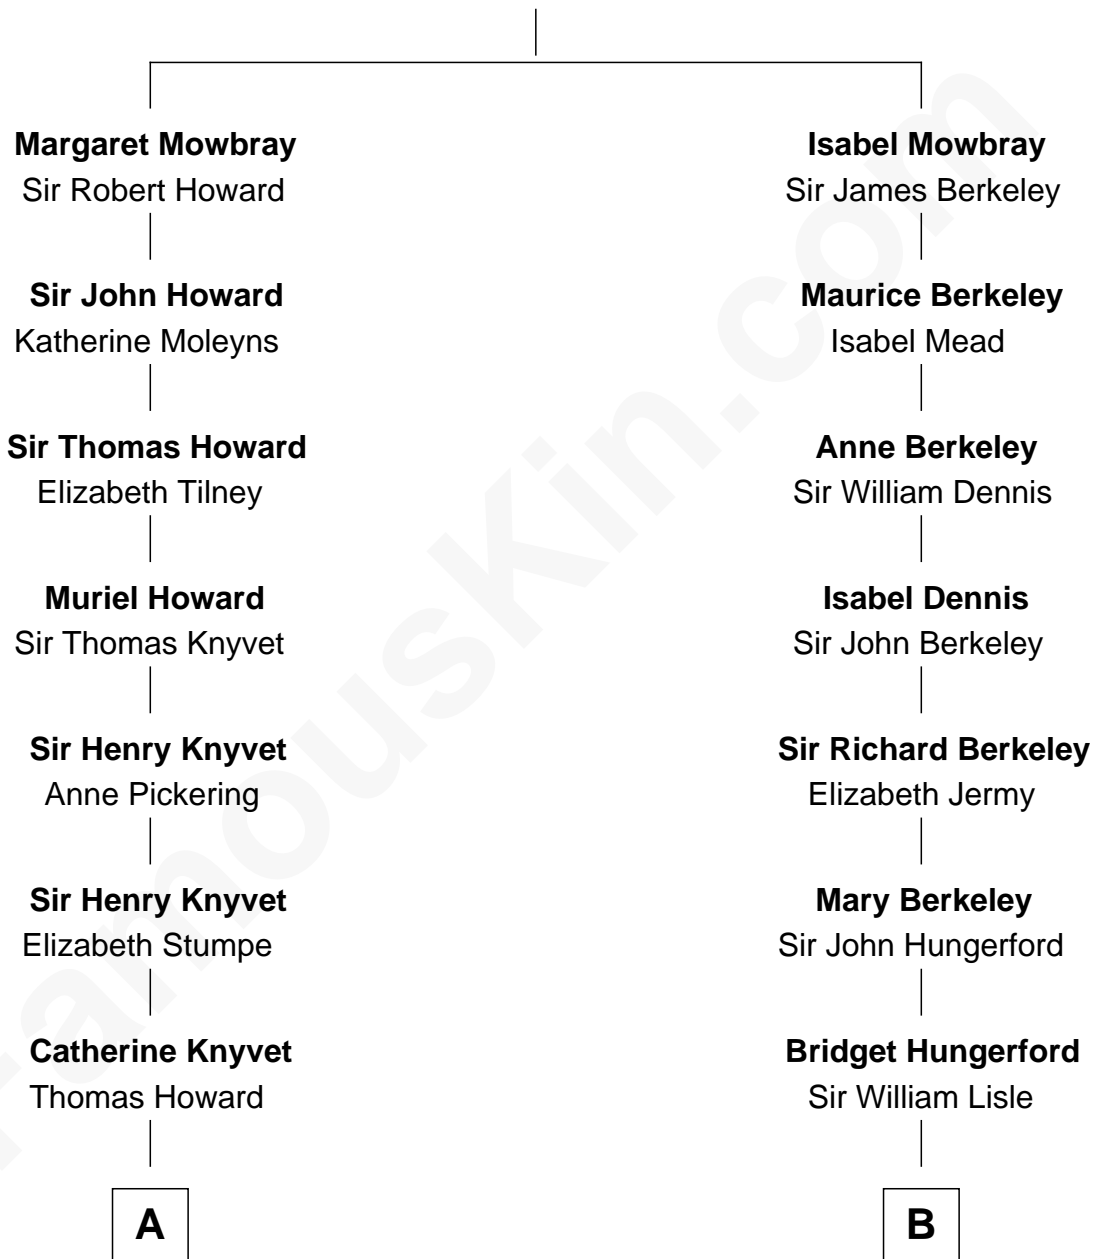 Margaret Mowbray
Sir Robert Howard
Sir John Howard
Katherine Moleyns
Sir Thomas Howard
Elizabeth Tilney
Muriel Howard
Sir Thomas Knyvet
Sir Henry Knyvet
Anne Pickering
Sir Henry Knyvet
Elizabeth Stumpe
Catherine Knyvet
Thomas Howard
A
Isabel Mowbray
Sir James Berkeley
Maurice Berkeley
Isabel Mead
Anne Berkeley
Sir William Dennis
Isabel Dennis
Sir John Berkeley
Sir Richard Berkeley
Elizabeth Jermy
Mary Berkeley
Sir John Hungerford
Bridget Hungerford
Sir William Lisle
B
FamousKin.com